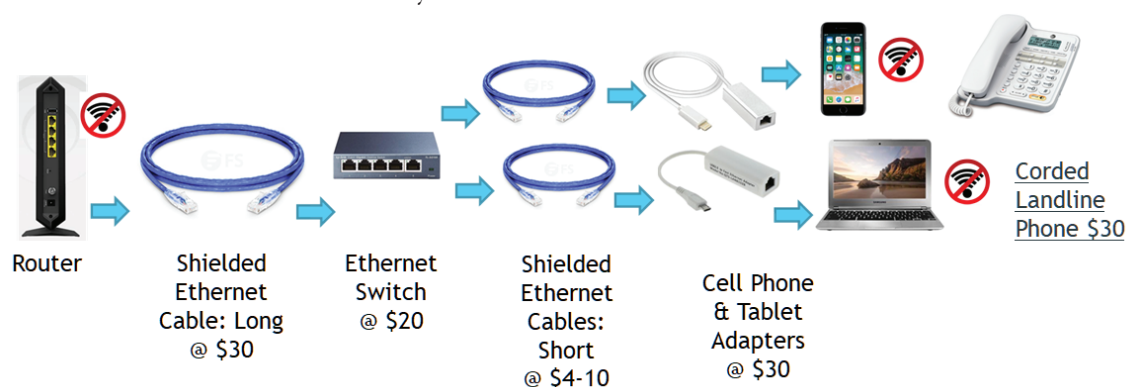 Router
Shielded
Ethernet
Cable: Long
@ $30
Ethernet
Switch
@ $20
Shielded
Ethernet
Cables:
Short
@ $4-10
Cell Phone
& Tablet
Adapters
@ $30
Corded
Landline
Phone $30
FS